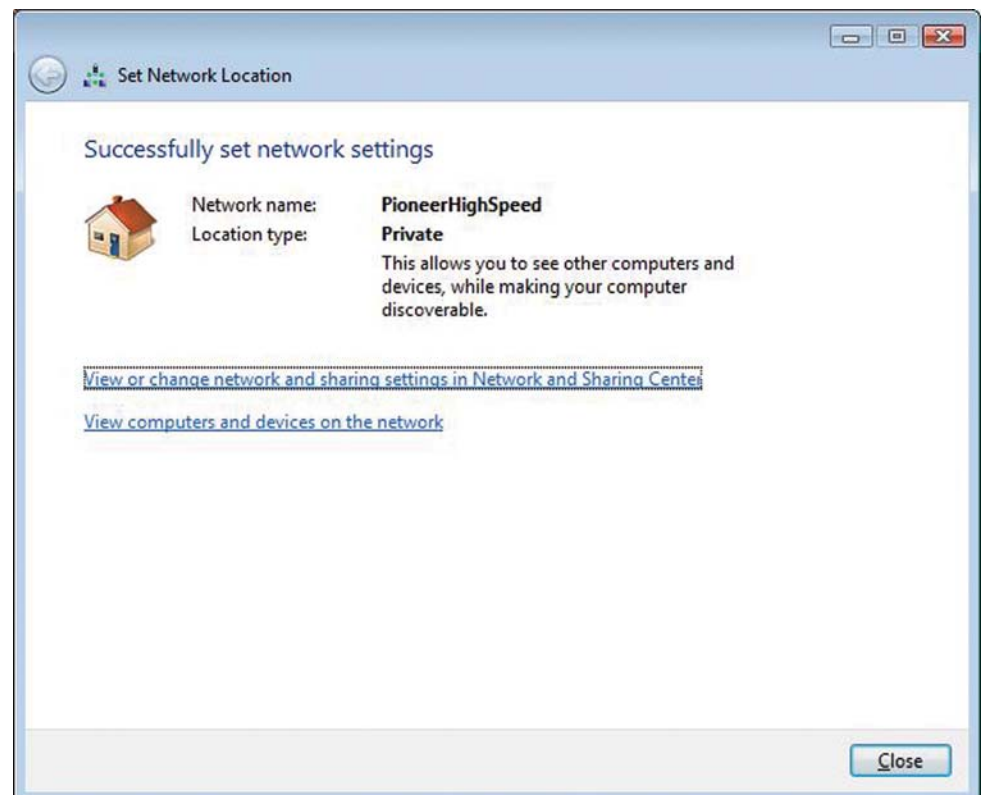 Set Network Location
Successfully set network settings
Network name: PioneerHighSpeed
Location type: Private
This allows you to see other computers and
devices, while making your computer
discoverable.
View or change network and sharing settings in Network and Sharing Center
View computers and devices on the network
Close